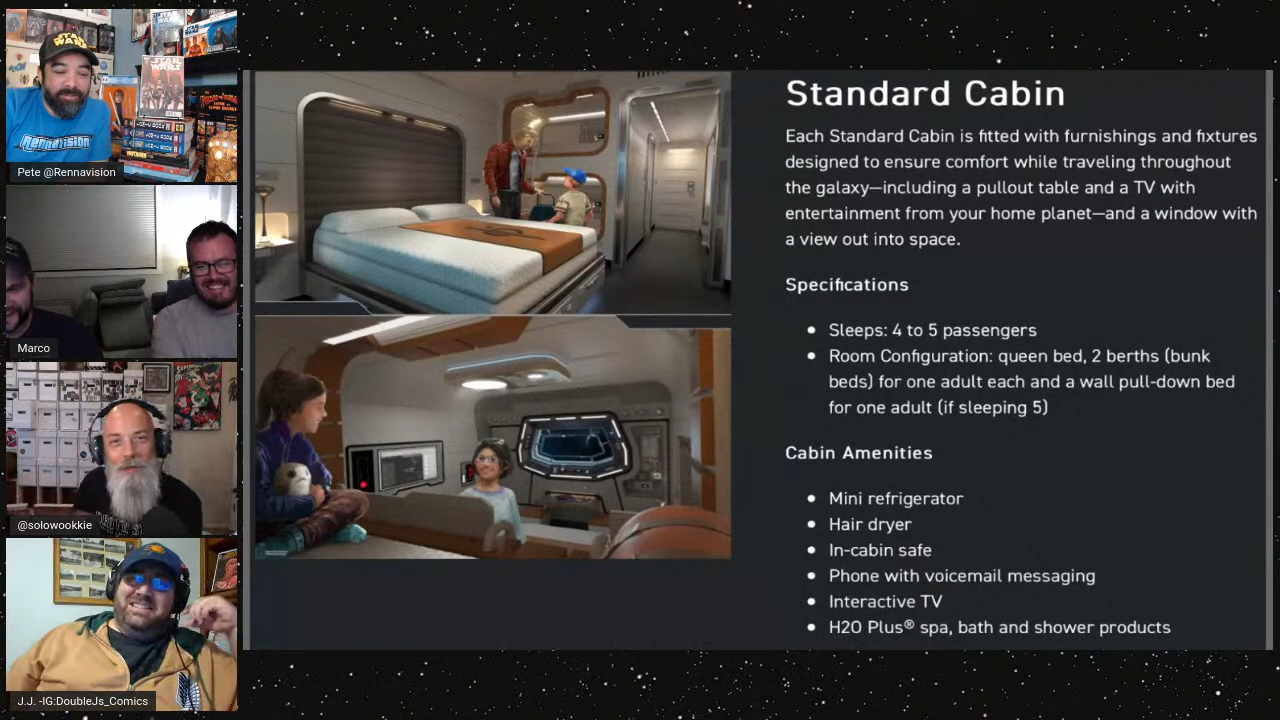 STAR WARS
STAR WARS
Rennavision
Pete @Rennavision
Marco
@solowookkie
J.J. -IG:DoubleJs_Comics
Standard Cabin
Each Standard Cabin is fitted with furnishings and fixtures
designed to ensure comfort while traveling throughout
the galaxy—including a pullout table and a TV with
entertainment from your home planet—and a window with
a view out into space.
Specifications
● Sleeps: 4 to 5 passengers
● Room Configuration: queen bed, 2 berths (bunk
beds) for one adult each and a wall pull-down bed
for one adult (if sleeping 5)
Cabin Amenities
● Mini refrigerator
● Hair dryer
● In-cabin safe
● Phone with voicemail messaging
● Interactive TV
● H2O Plus® spa, bath and shower products